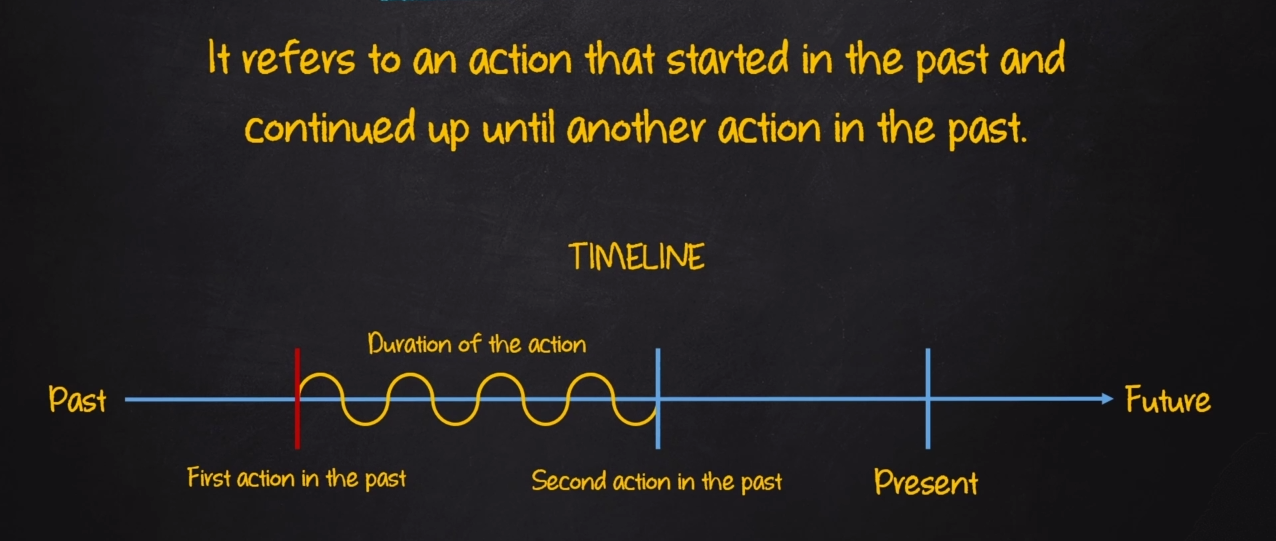 It refers to an action that started in the past and
continued up until another action in the past.
TIMELINE
Duration of the action
Past
Future
First action in the past
Second action in the past
Present